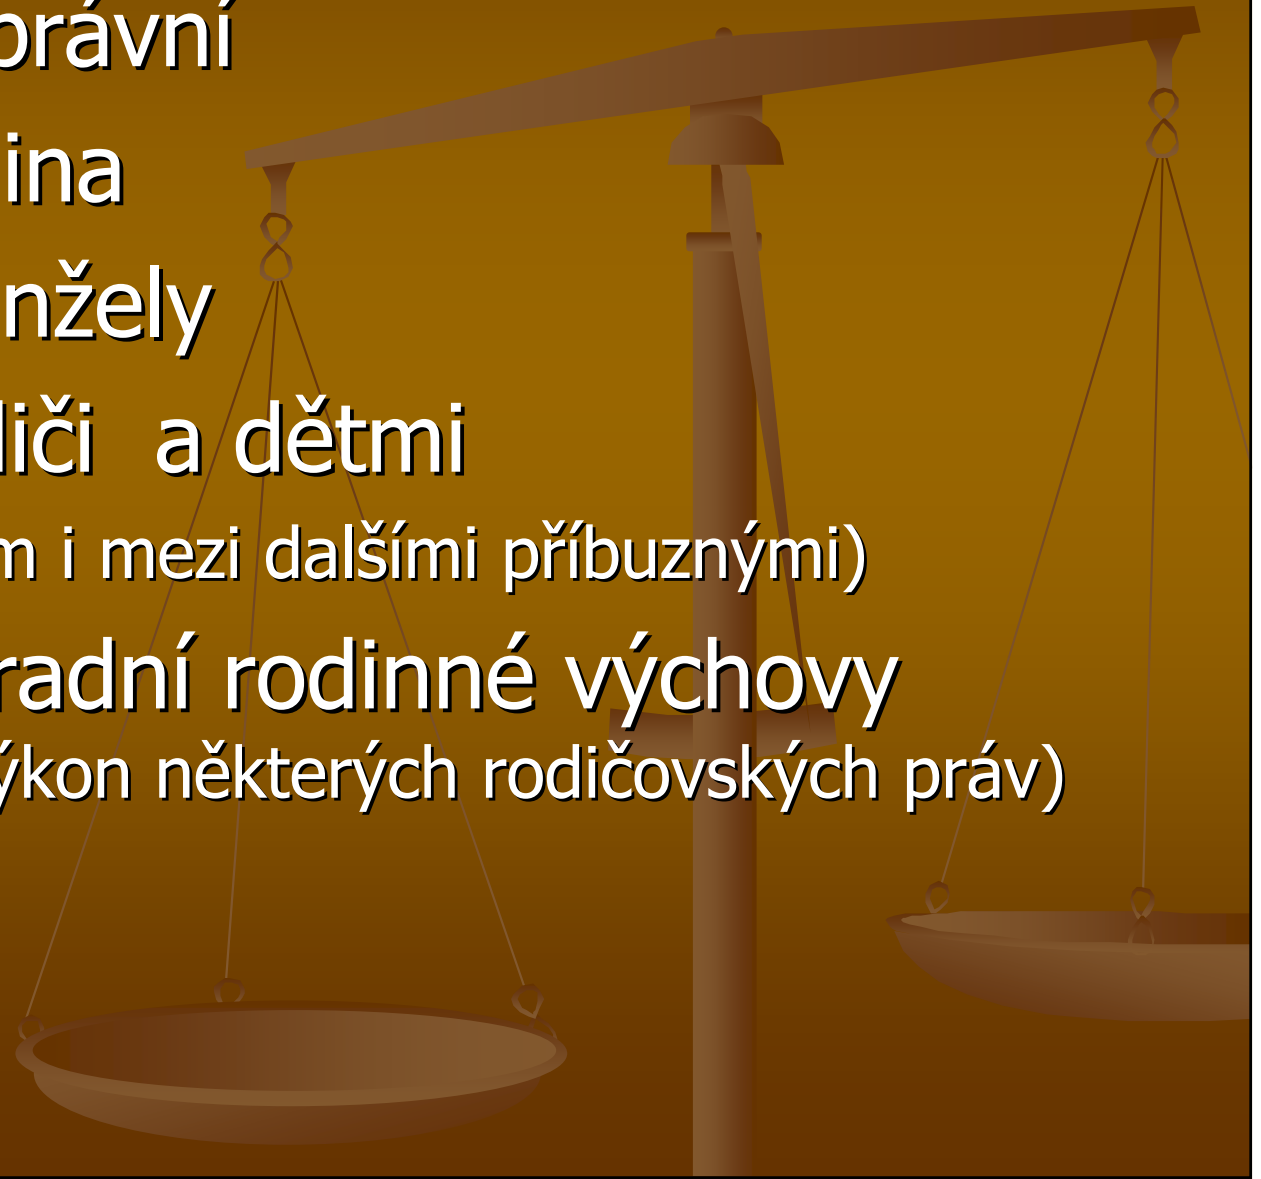 právní
ina
nžely
liči a dětmi
m i mezi dalšími příbuznými)
radní rodinné výchovy
ýkon některých rodičovských práv)